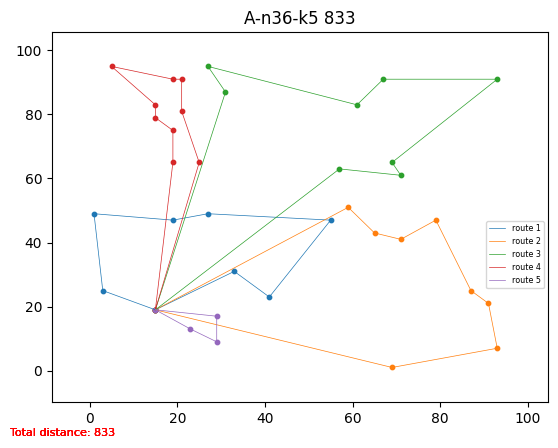 A-n36-k5 833
100
80
60
40
20
0
0 20 40 60 80 100
route 1
route 2
route 3
route 4
route 5
Total distance: 833